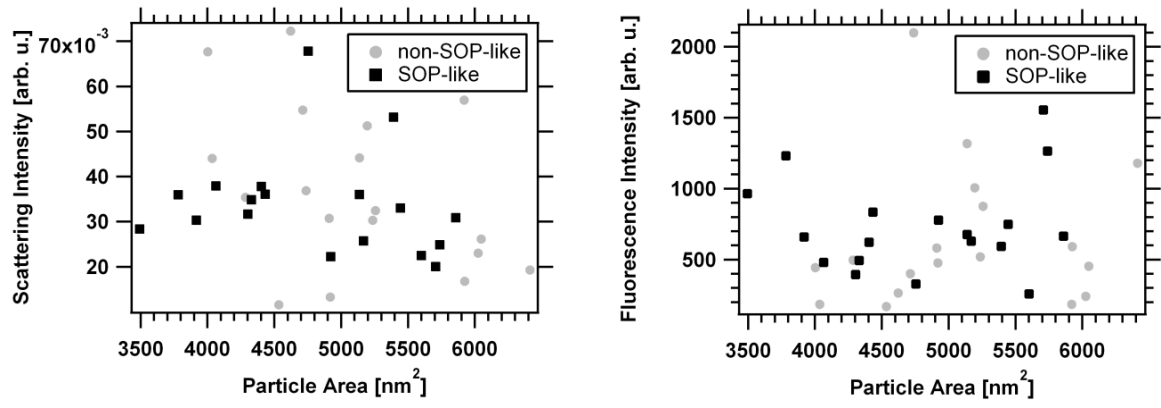 Scattering Intensity [arb. u.]
70x10⁻³
60
50
40
30
20
non-SOP-like
SOP-like
3500 4000 4500 5000 5500 6000
Particle Area [nm²]
Fluorescence Intensity [arb. u.]
2000
1500
1000
500
non-SOP-like
SOP-like
3500 4000 4500 5000 5500 6000
Particle Area [nm²]